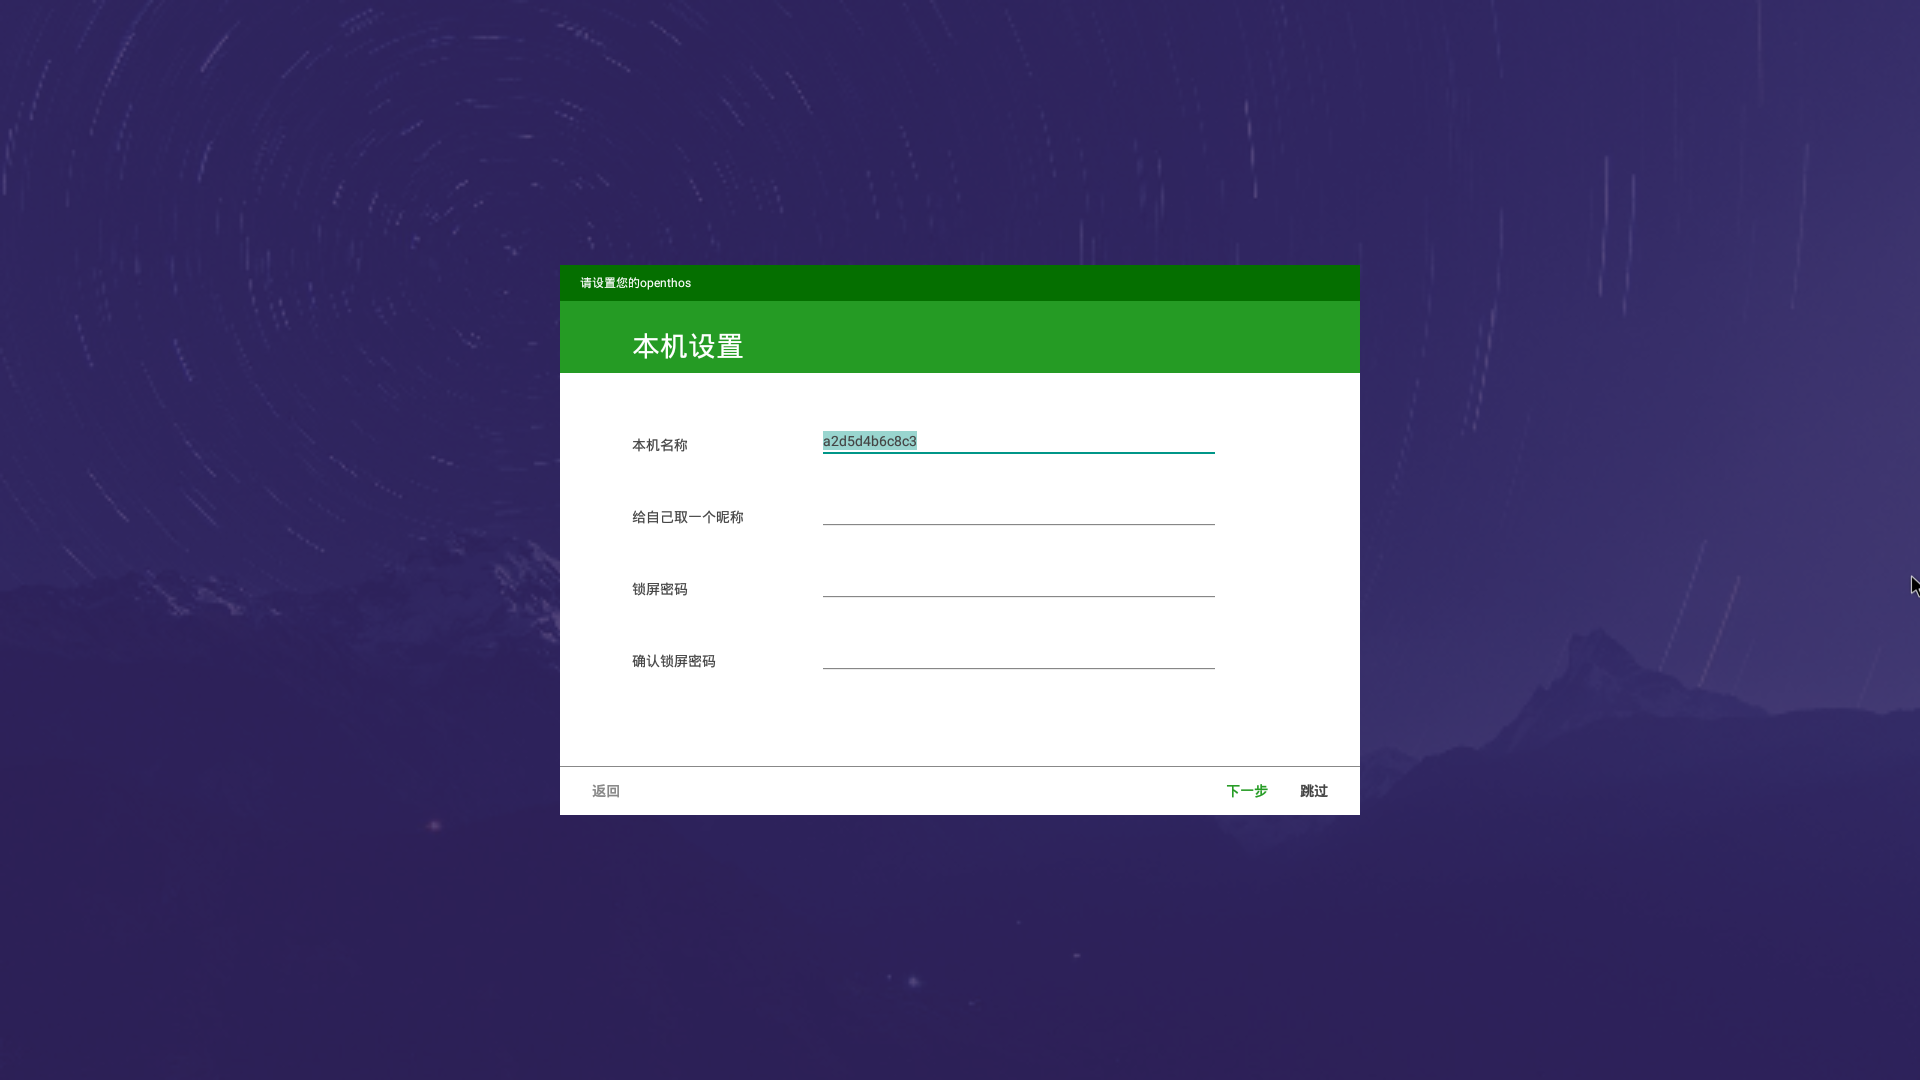 请设置您的openthos
本机设置
本机名称 a2d5d4b6c8c3
给自己取一个昵称
锁屏密码
确认锁屏密码
返回 下一步 跳过